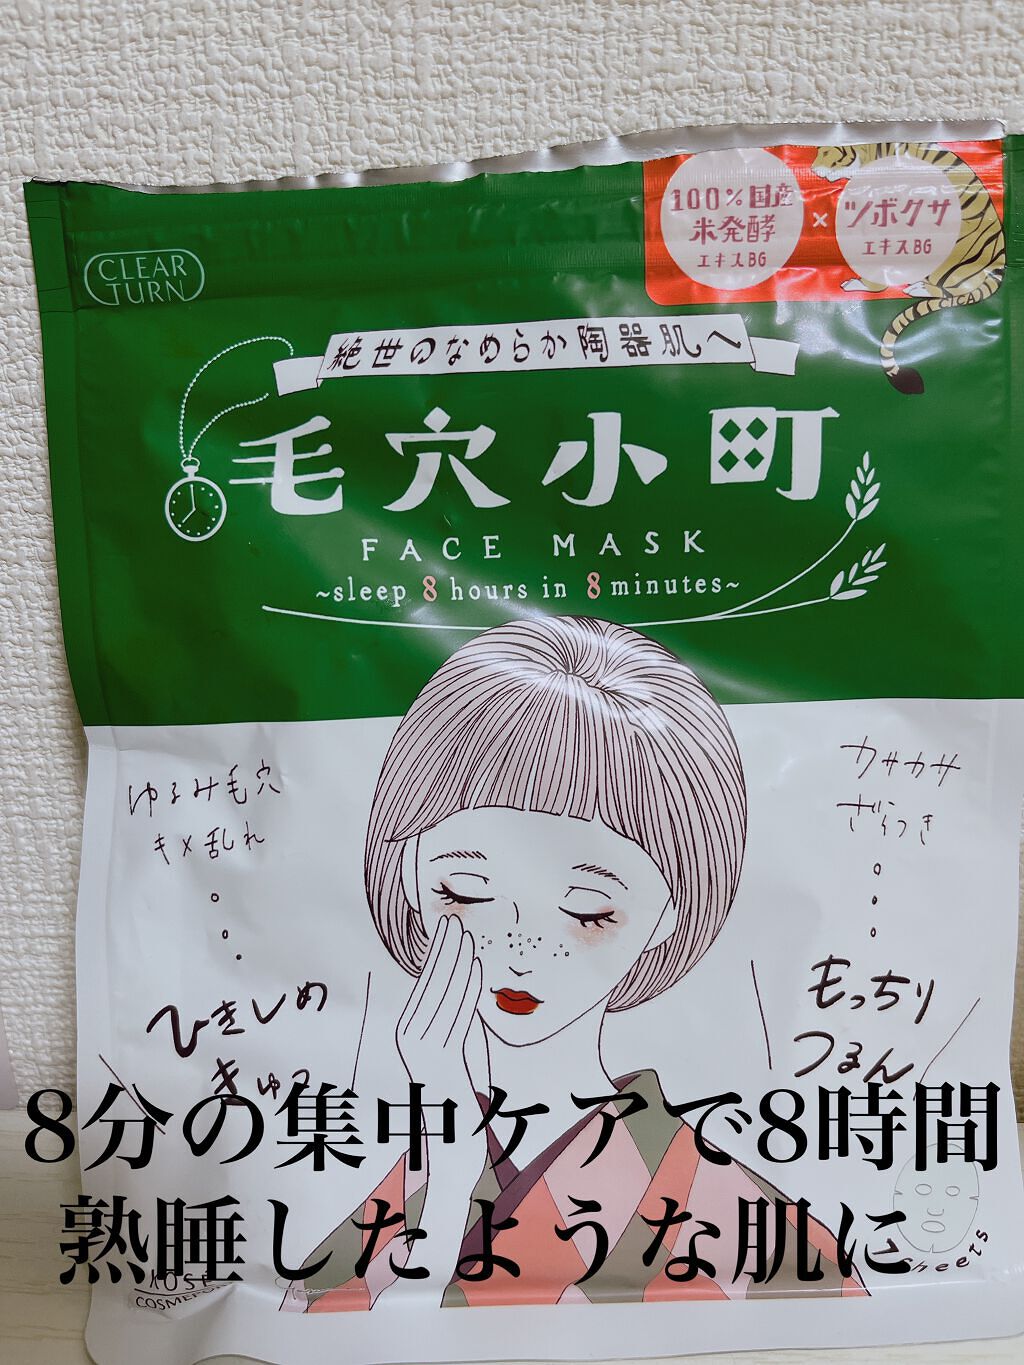 100%国産
米発酵
エキスBG
×
ツボクサ
エキスBG
CICA
CLEAR
TURN
絶世のなめらか陶器肌へ
毛穴小町
FACE MASK
~sleep 8 hours in 8 minutes~
ゆるみ毛穴
キメ乱れ
ひきしめ
きゅっ
カサカサ
ざらつき
もっちり
つるん
8分の集中ケアで8時間
熟睡したような肌に
sheets
KOSÉ